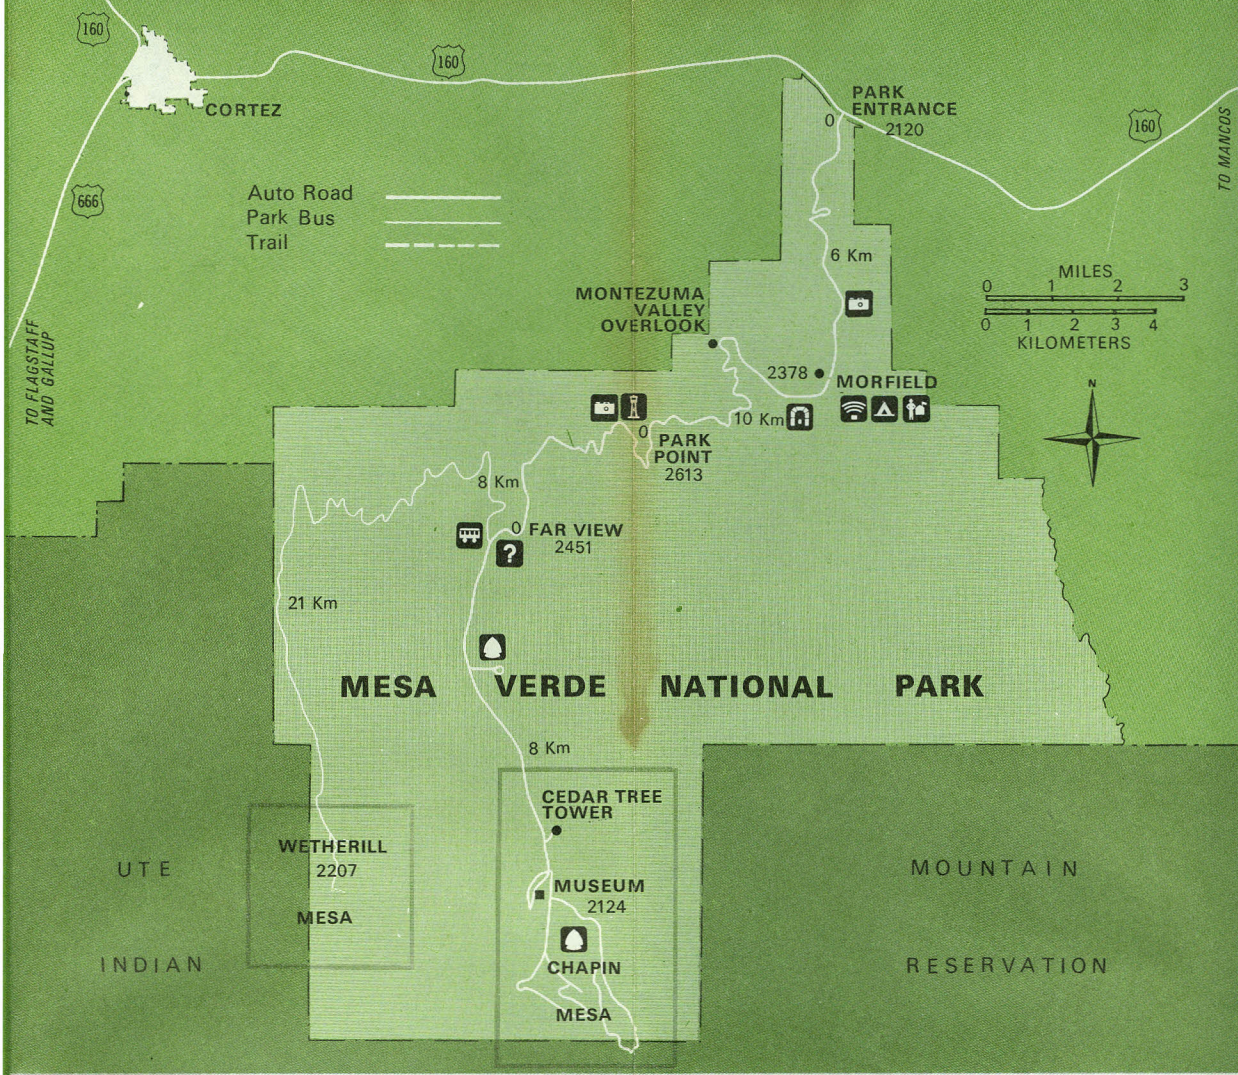 160
160
CORTEZ
PARK
ENTRANCE
0
2120
160
TO MANCOS
666
Auto Road
Park Bus
Trail
6 Km
MILES
0 1 2 3
0 1 2 3 4
KILOMETERS
MONTEZUMA
VALLEY
OVERLOOK
TO FLAGSTAFF
AND GALLUP
2378
MORFIELD
N
10 Km
0
PARK
POINT
2613
8 Km
0
FAR VIEW
2451
?
21 Km
MESA VERDE NATIONAL PARK
8 Km
CEDAR TREE
TOWER
WETHERILL
2207
MESA
UTE
MOUNTAIN
MUSEUM
2124
INDIAN
CHAPIN
RESERVATION
MESA